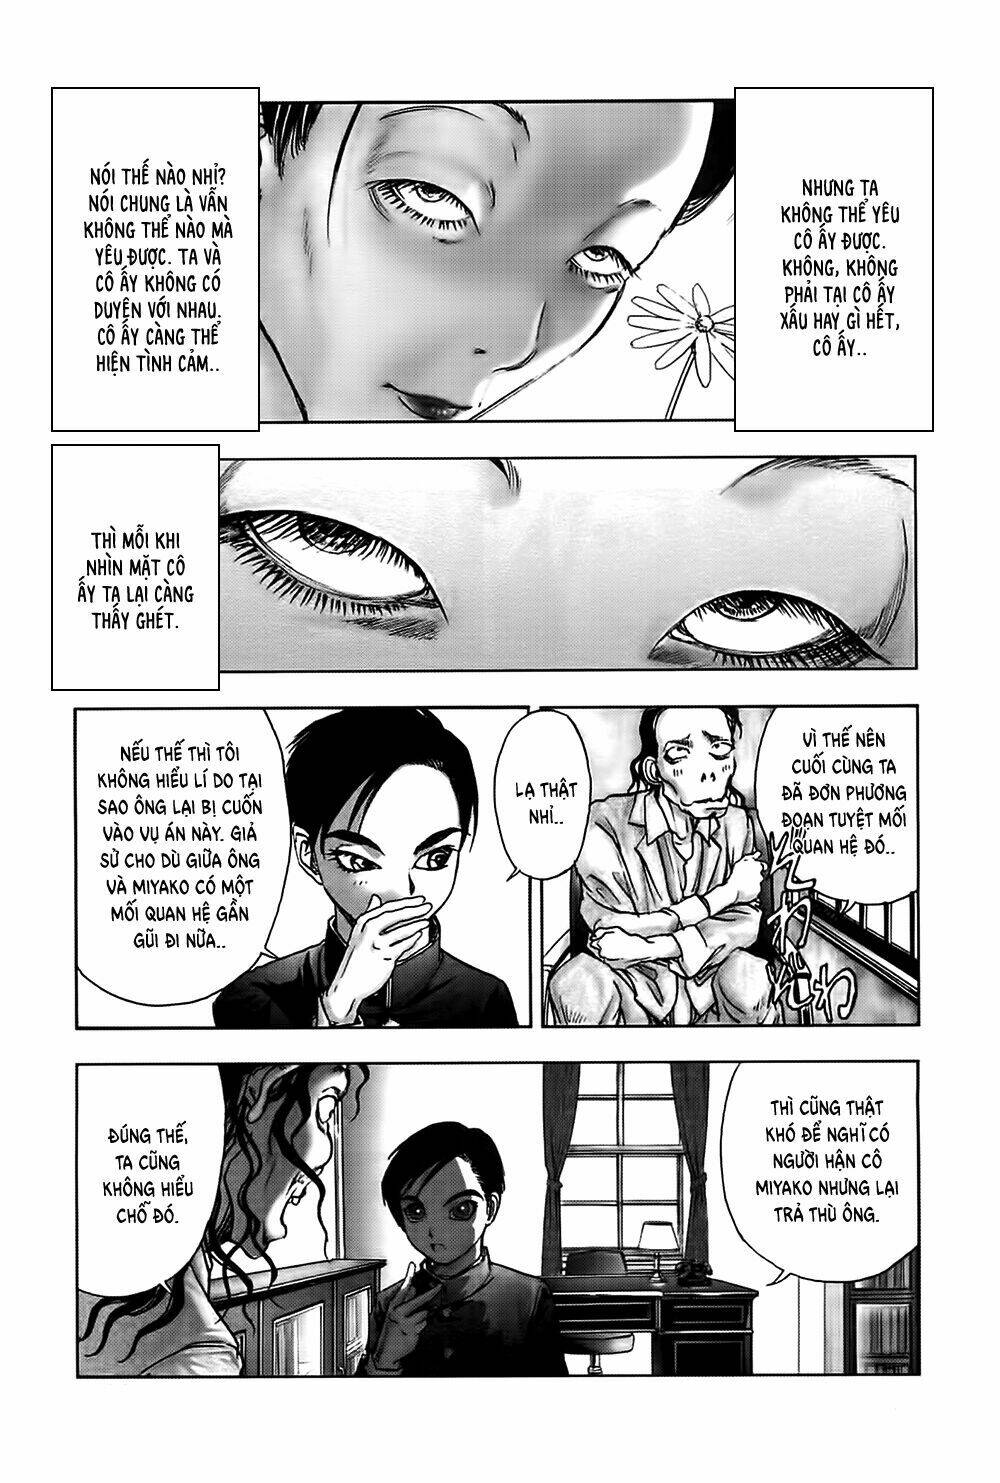 NHƯNG TA
KHÔNG THỂ YÊU
CÔ ẤY ĐƯỢC.
KHÔNG, KHÔNG
PHẢI TẠI CÔ ẤY
XẤU HAY GÌ HẾT,
CÔ ẤY..
NÓI THẾ NÀO NHỈ?
NÓI CHUNG LÀ VẪN
KHÔNG THỂ NÀO MÀ
YÊU ĐƯỢC. TA VÀ
CÔ ẤY KHÔNG CÓ
DUYÊN VỚI NHAU.
CÔ ẤY CÀNG THỂ
HIỆN TÌNH CẢM..
THÌ MỖI KHI
NHÌN MẶT CÔ
ẤY TA LẠI CÀNG
THẤY GHÉT.
VÌ THẾ NÊN
CUỐI CÙNG TA
ĐÃ ĐƠN PHƯƠNG
ĐOẠN TUYỆT MỐI
QUAN HỆ ĐÓ..
LẠ THẬT
NHỈ..
NẾU THẾ THÌ TÔI
KHÔNG HIỂU LÍ DO TẠI
SAO ÔNG LẠI BỊ CUỐN
VÀO VỤ ÁN NÀY. GIẢ
SỬ CHO DÙ GIỮA ÔNG
VÀ MIYAKO CÓ MỘT
MỐI QUAN HỆ GẦN
GŨI ĐI NỮA..
THÌ CŨNG THẬT
KHÓ ĐỂ NGHĨ CÓ
NGƯỜI HẬN CÔ
MIYAKO NHƯNG LẠI
TRẢ THÙ ÔNG.
ĐÚNG THẾ,
TA CŨNG
KHÔNG HIỂU
CHỖ ĐÓ.